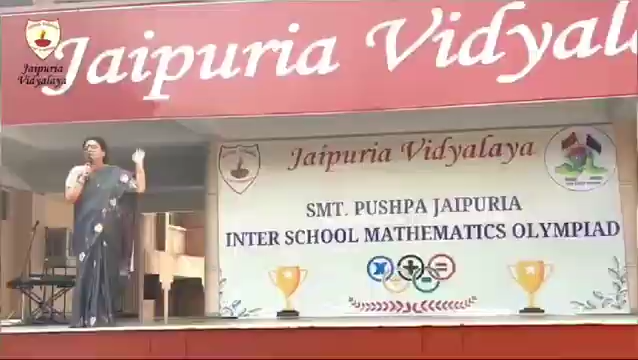 Jaipuria Vidyal
Jaipuria
Vidyalaya
Jaipuria Vidyalaya
SMT. PUSHPA JAIPURIA
INTER SCHOOL MATHEMATICS OLYMPIAD